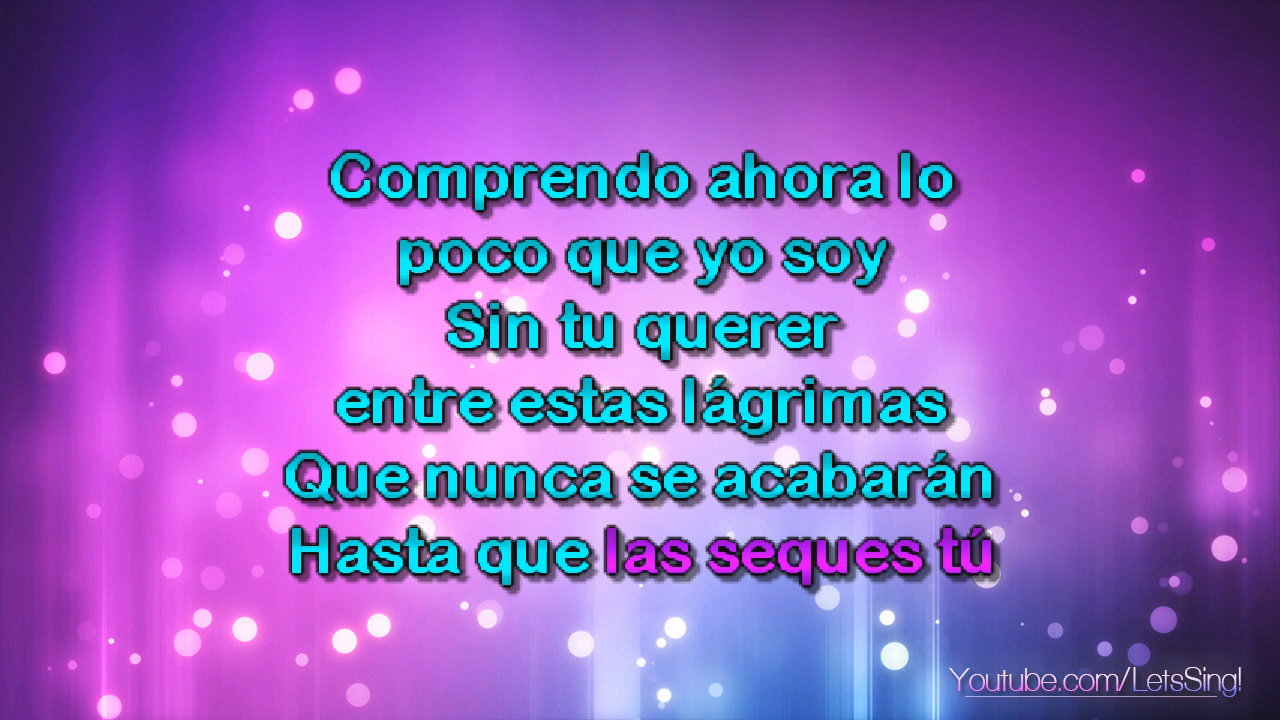 Comprendo ahora lo
poco que yo soy
Sin tu querer
entre estas lágrimas
Que nunca se acabarán
Hasta que las seques tú
Youtube.com/LetsSing!